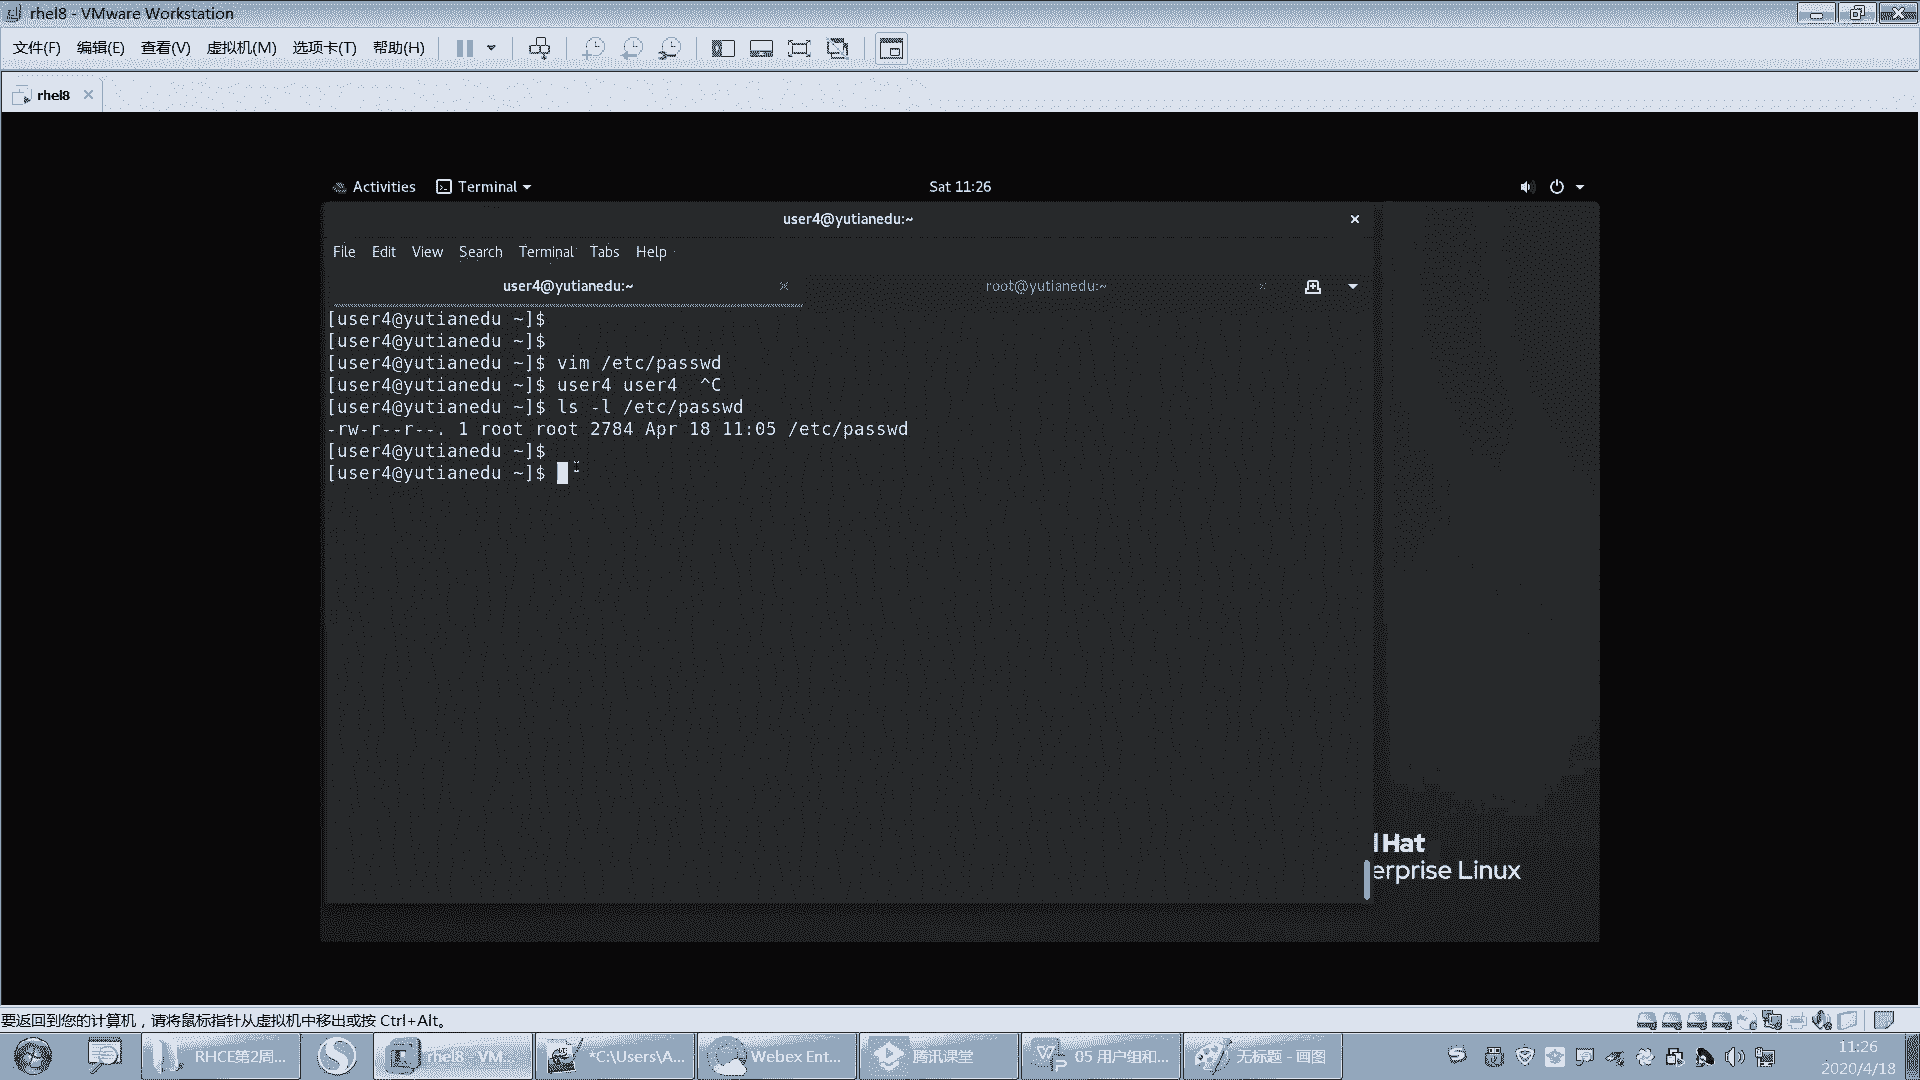 rhel8 - VMware Workstation
文件(F) 编辑(E) 查看(V) 虚拟机(M) 选项卡(T) 帮助(H)
rhel8
Activities Terminal Sat 11:26
user4@yutianedu:~
File Edit View Search Terminal Tabs Help
user4@yutianedu:~ root@yutianedu:~
[user4@yutianedu ~]$
[user4@yutianedu ~]$
[user4@yutianedu ~]$ vim /etc/passwd
[user4@yutianedu ~]$ user4 user4  ^C
[user4@yutianedu ~]$ ls -l /etc/passwd
-rw-r--r--. 1 root root 2784 Apr 18 11:05 /etc/passwd
[user4@yutianedu ~]$
[user4@yutianedu ~]$
Hat
erprise Linux
要返回到您的计算机，请将鼠标指针从虚拟机中移出或按 Ctrl+Alt。
RHCE第2周... rhel8 - VM... *C:\Users\A... Webex Ent... 腾讯课堂 05 用户组和... 无标题 - 画图 11:26
2020/4/18